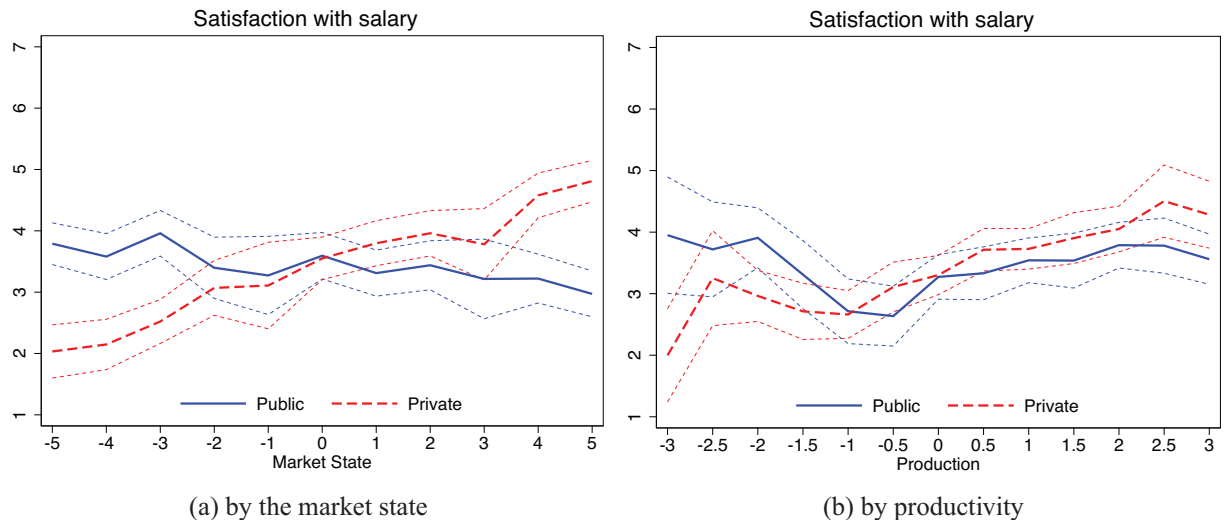 Satisfaction with salary
7
6
5
4
3
2
1
Public Private
-5 -4 -3 -2 -1 0 1 2 3 4 5
Market State
(a) by the market state
Satisfaction with salary
7
6
5
4
3
2
1
Public Private
-3 -2.5 -2 -1.5 -1 -0.5 0 0.5 1 1.5 2 2.5 3
Production
(b) by productivity